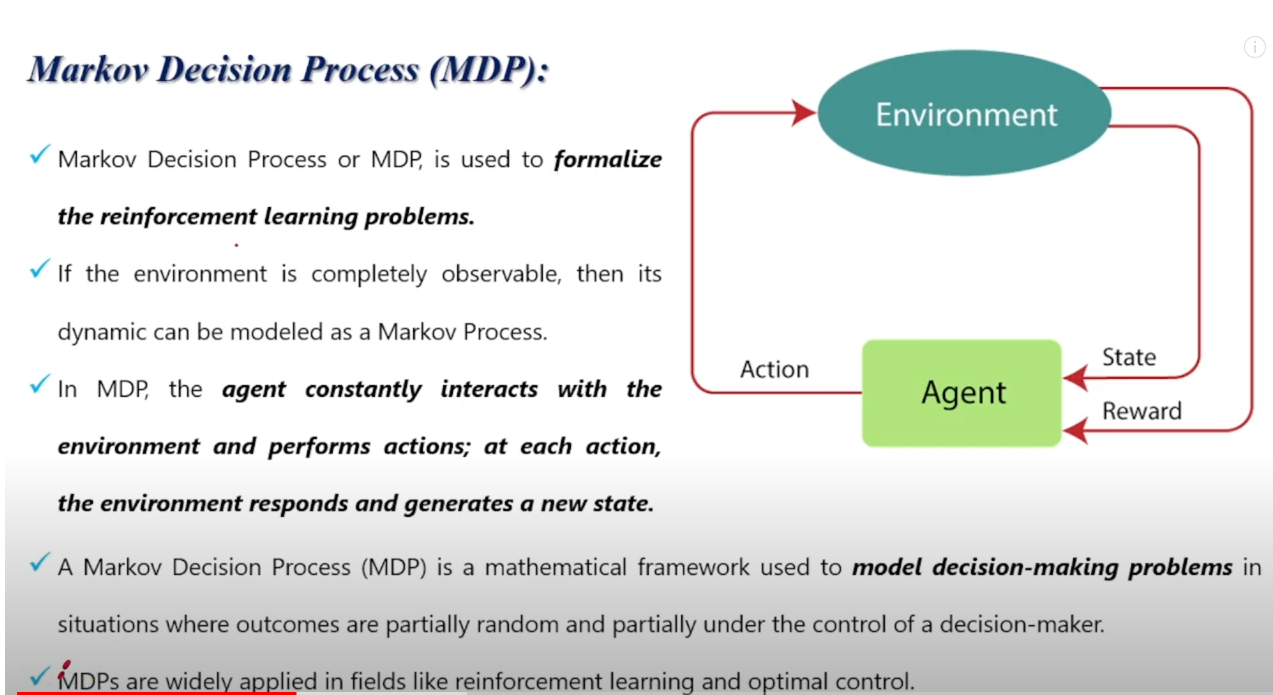 Markov Decision Process (MDP):
Markov Decision Process or MDP, is used to formalize
the reinforcement learning problems.
If the environment is completely observable, then its
dynamic can be modeled as a Markov Process.
In MDP, the agent constantly interacts with the
environment and performs actions; at each action,
the environment responds and generates a new state.
A Markov Decision Process (MDP) is a mathematical framework used to model decision-making problems in
situations where outcomes are partially random and partially under the control of a decision-maker.
MDPs are widely applied in fields like reinforcement learning and optimal control.
Environment
Action
Agent
State
Reward
i